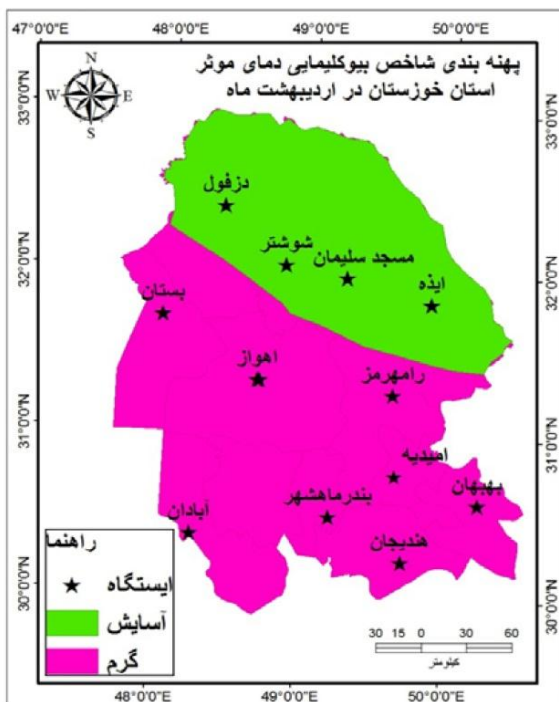 47°0'0"E 48°0'0"E 49°0'0"E 50°0'0"E
پهنه بندی شاخص بیوکلیمایی دمای موثر
استان خوزستان در اردیبهشت ماه
N
W E
S
33°0'0"N 33°0'0"N
دزفول
شوشتر
مسجد سلیمان
ایذه
32°0'0"N 32°0'0"N
بستان
اهواز
رامهرمز
31°0'0"N 31°0'0"N
امیدیه
بهبهان
بندرماهشهر
آبادان
هندیجان
30°0'0"N 30°0'0"N
راهنما
ایستگاه
آسایش
گرم
30 15 0 30 60
کیلومتر
48°0'0"E 49°0'0"E 50°0'0"E